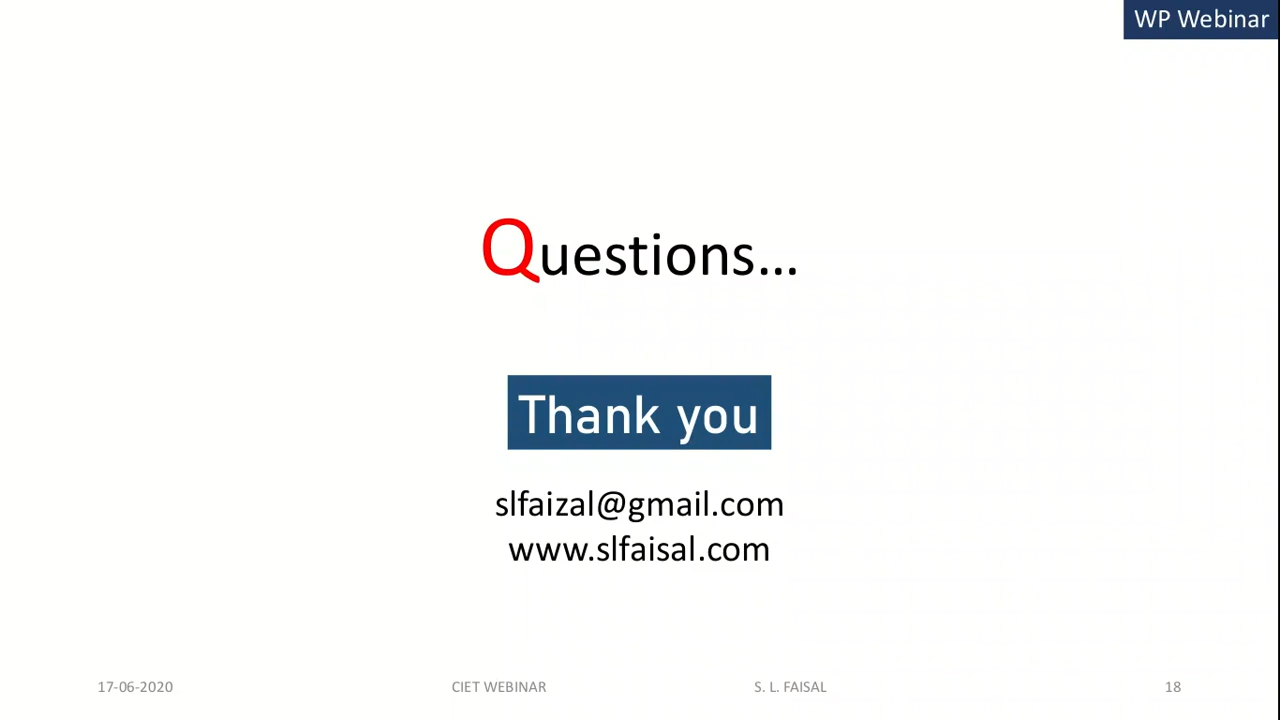 WP Webinar
Questions...
Thank you
slfaizal@gmail.com
www.slfaisal.com
17-06-2020 CIET WEBINAR S. L. FAISAL 18